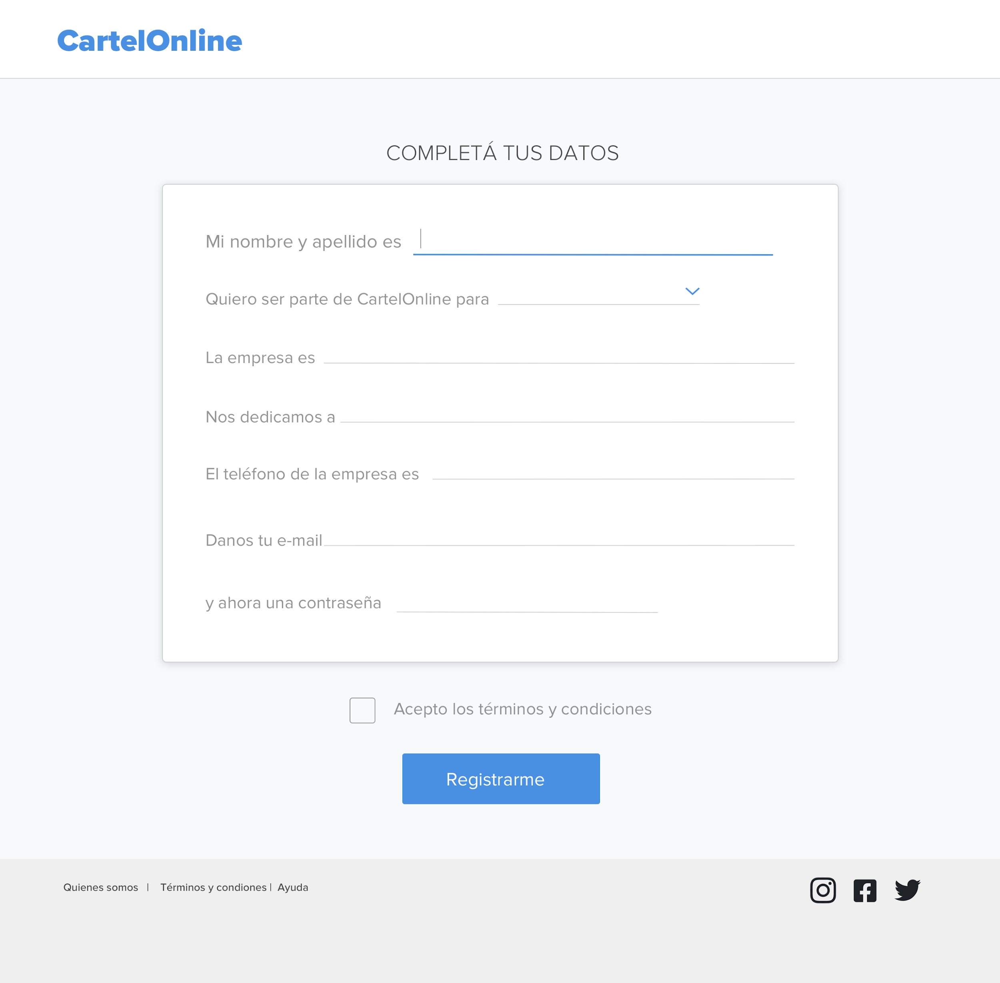 CartelOnline
COMPLETÁ TUS DATOS
Mi nombre y apellido es
Quiero ser parte de CartelOnline para
La empresa es
Nos dedicamos a
El teléfono de la empresa es
Danos tu e-mail
y ahora una contraseña
Acepto los términos y condiciones
Registrarme
Quienes somos | Términos y condiones | Ayuda